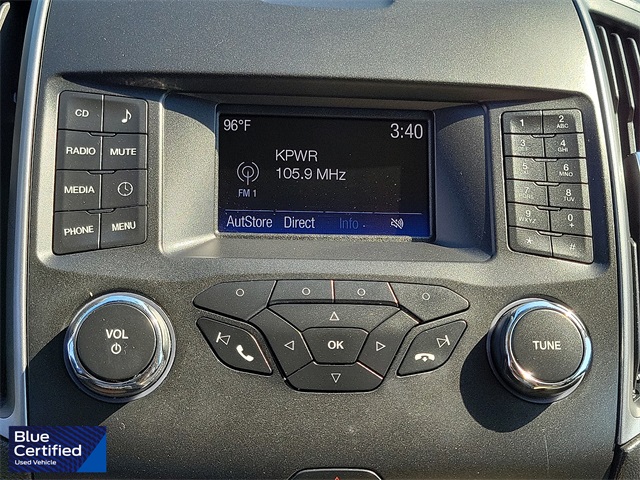 CD
RADIO
MUTE
MEDIA
PHONE
MENU
96°F
3:40
KPWR
105.9 MHz
FM 1
AutoStore Direct Info
1
2 ABC
3 DEF
4 GHI
5 JKL
6 MNO
7 PQRS
8 TUV
9 WXYZ
0 +
*
#
VOL
OK
TUNE
Blue
Certified
Used Vehicle